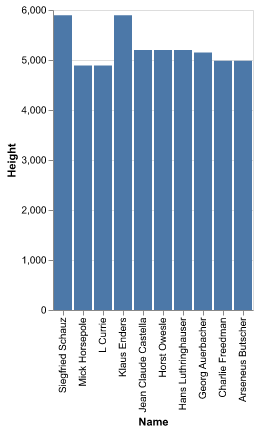 6,000
5,000
4,000
3,000
2,000
1,000
0
Height
Siegfried Schauz
Mick Horsepole
L Currie
Klaus Enders
Jean Claude Castella
Horst Owesle
Hans Luthringhauser
Georg Auerbacher
Charlie Freedman
Arseneus Butscher
Name